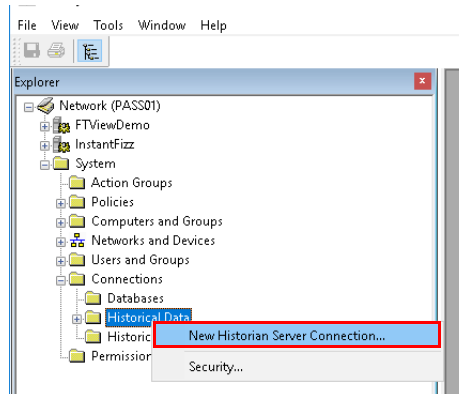 File View Tools Window Help
Explorer
Network (PASS01)
FTViewDemo
InstantFizz
System
Action Groups
Policies
Computers and Groups
Networks and Devices
Users and Groups
Connections
Databases
Historical Data
Historic
New Historian Server Connection...
Permission
Security...